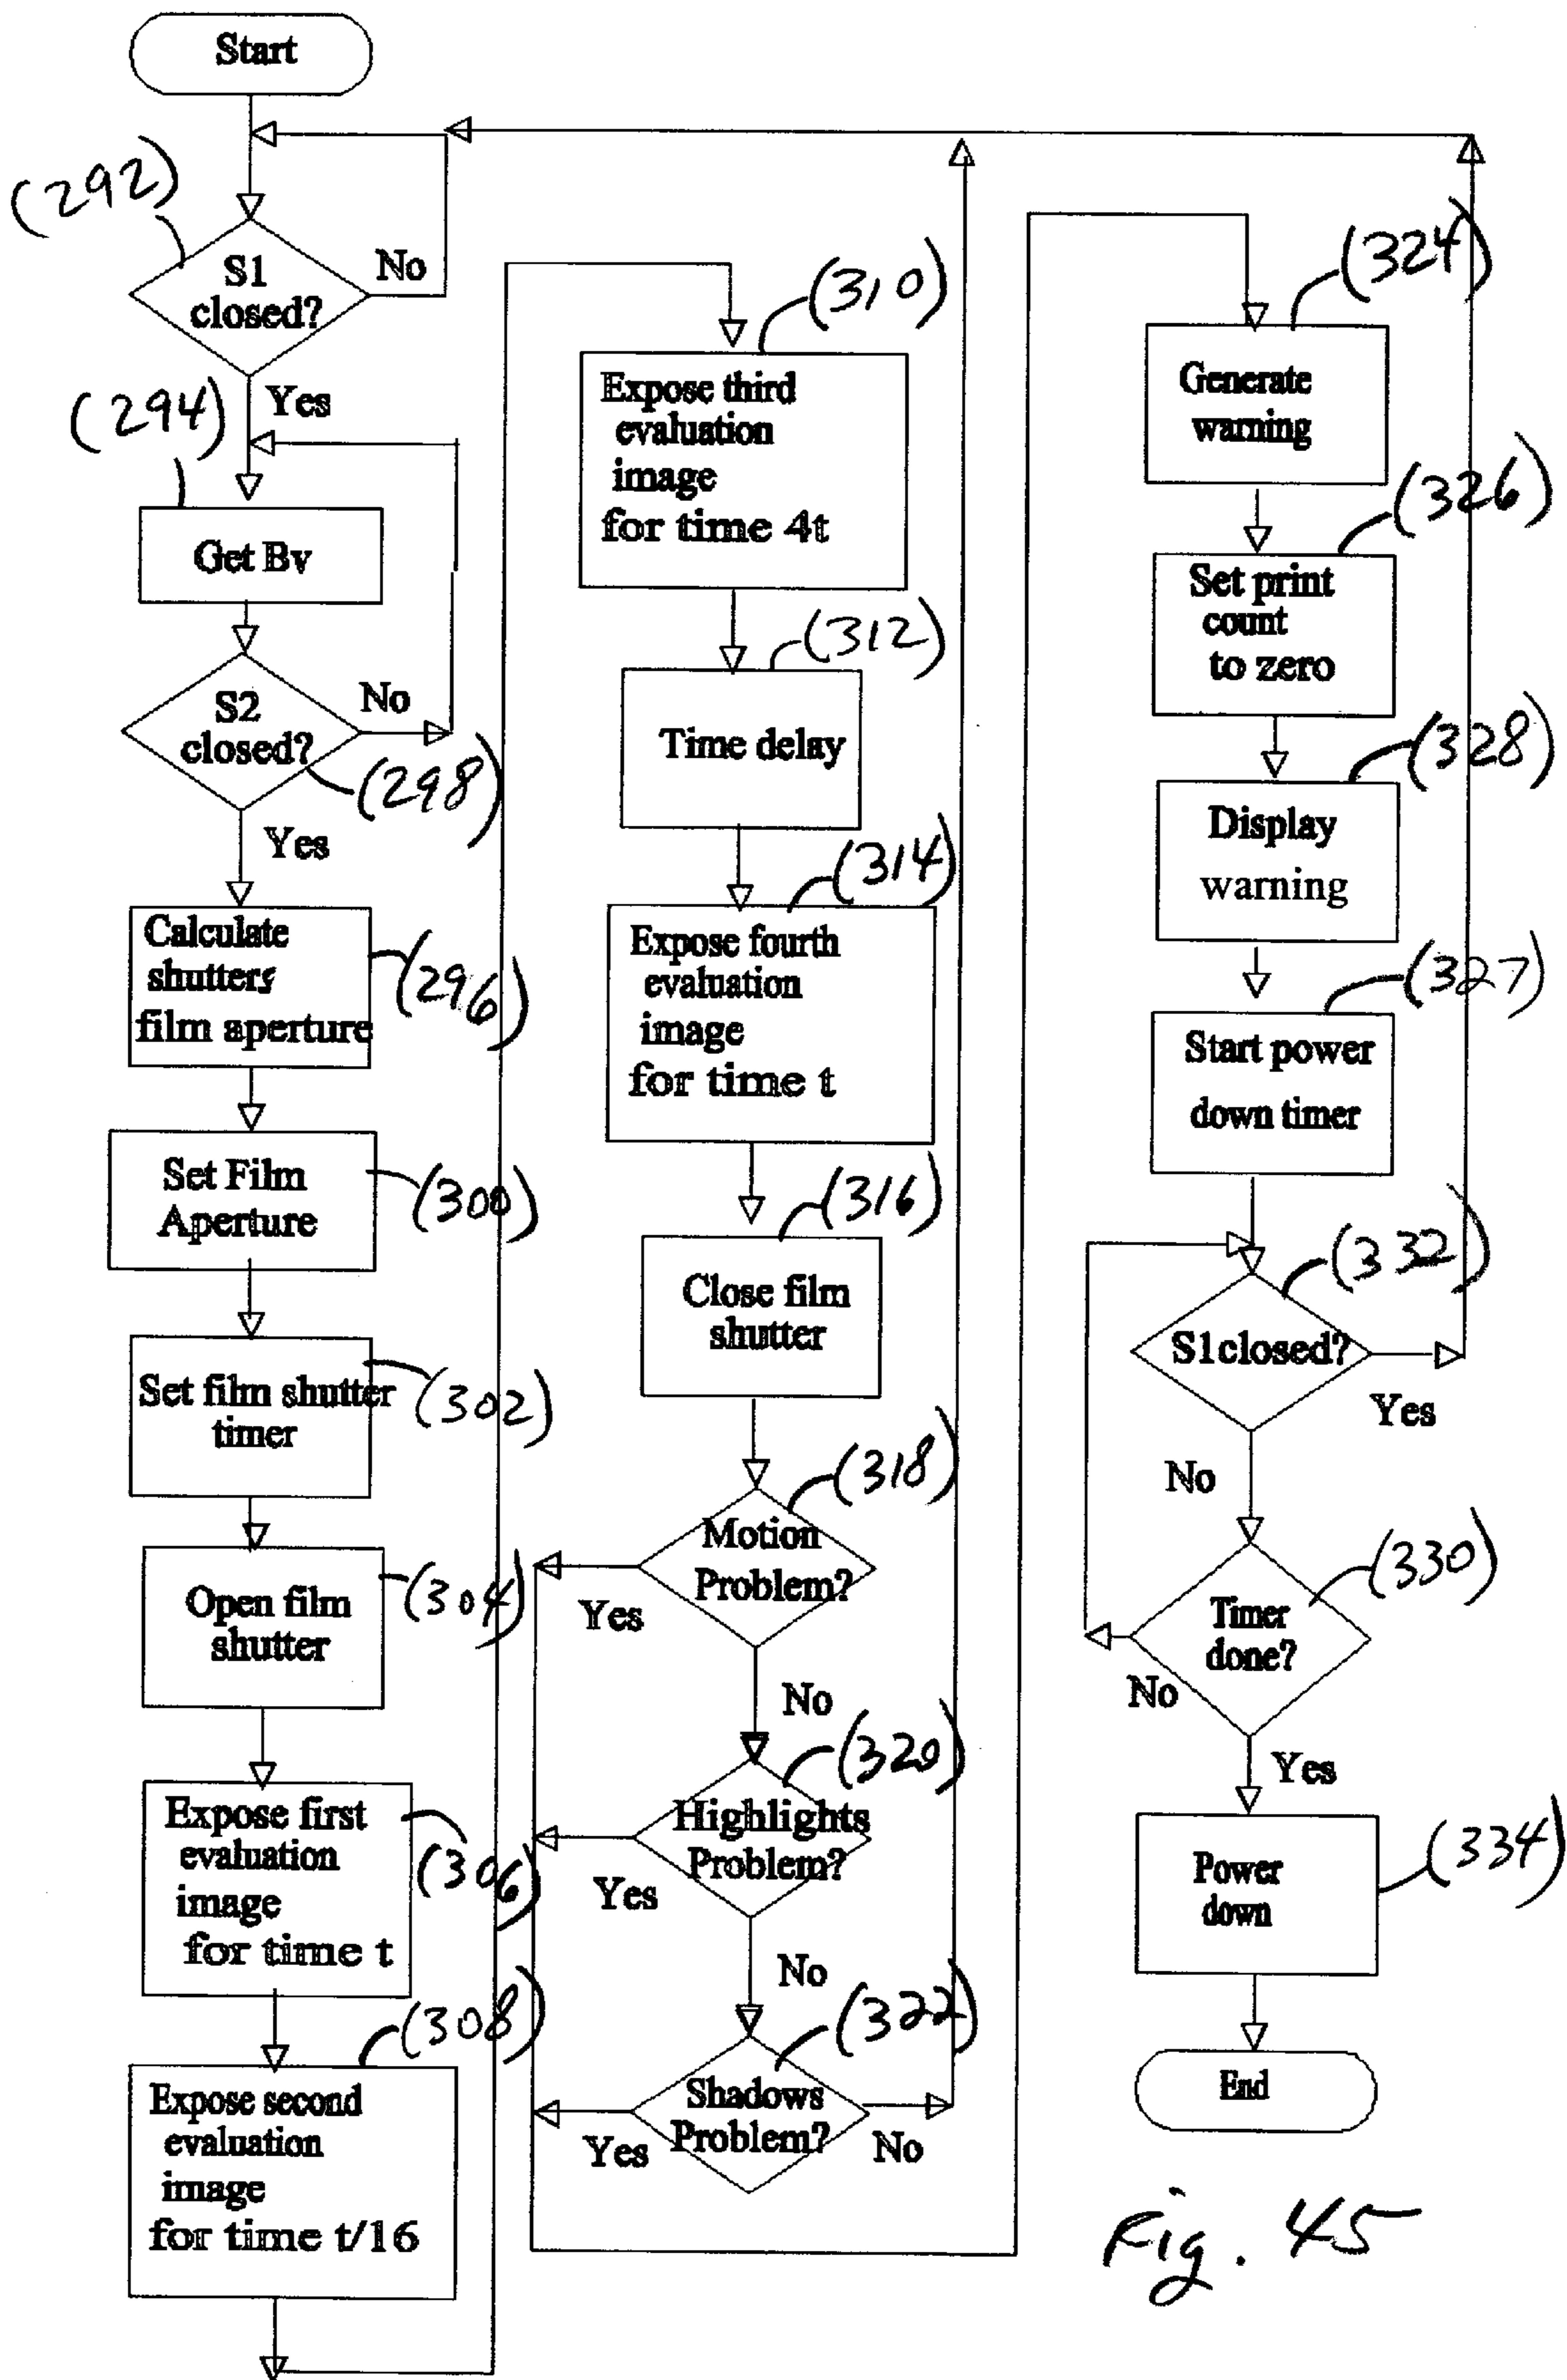 Start
(292)
S1
closed?
No
Yes
(294)
Get Bv
S2
closed?
No
(298)
Yes
Calculate
shutters
film aperture
(296)
Set Film
Aperture
(300)
Set film shutter
timer
(302)
Open film
shutter
(304)
Expose first
evaluation
image
for time t
(306)
(308)
Expose second
evaluation
image
for time t/16
(310)
Expose third
evaluation
image
for time 4t
(312)
Time delay
(314)
Expose fourth
evaluation
image
for time t
(316)
Close film
shutter
(318)
Motion
Problem?
Yes
No
(320)
Highlights
Problem?
Yes
No
(322)
Shadows
Problem?
Yes
No
(324)
Generate
warning
(326)
Set print
count
to zero
(328)
Display
warning
(327)
Start power
down timer
(332)
S1closed?
Yes
No
(330)
Timer
done?
No
Yes
(334)
Power
down
End
Fig. 45